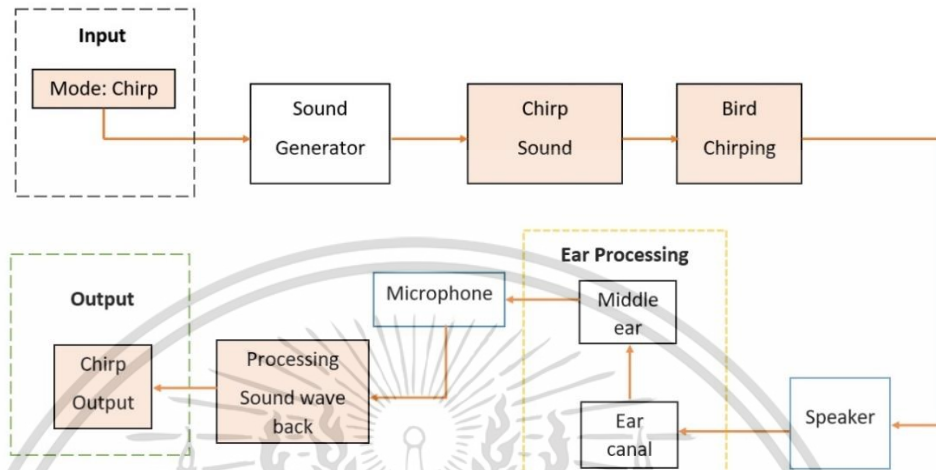 Input
Mode: Chirp
Sound
Generator
Chirp
Sound
Bird
Chirping
Output
Chirp
Output
Processing
Sound wave
back
Microphone
Ear Processing
Middle
ear
Ear
canal
Speaker